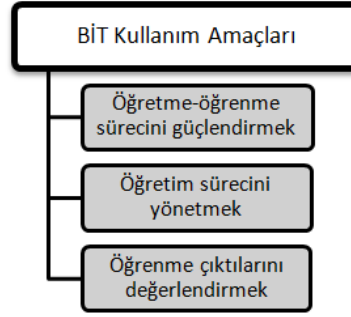 BİT Kullanım Amaçları
Öğretme-öğrenme
sürecini güçlendirmek
Öğretim sürecini
yönetmek
Öğrenme çıktılarını
değerlendirmek